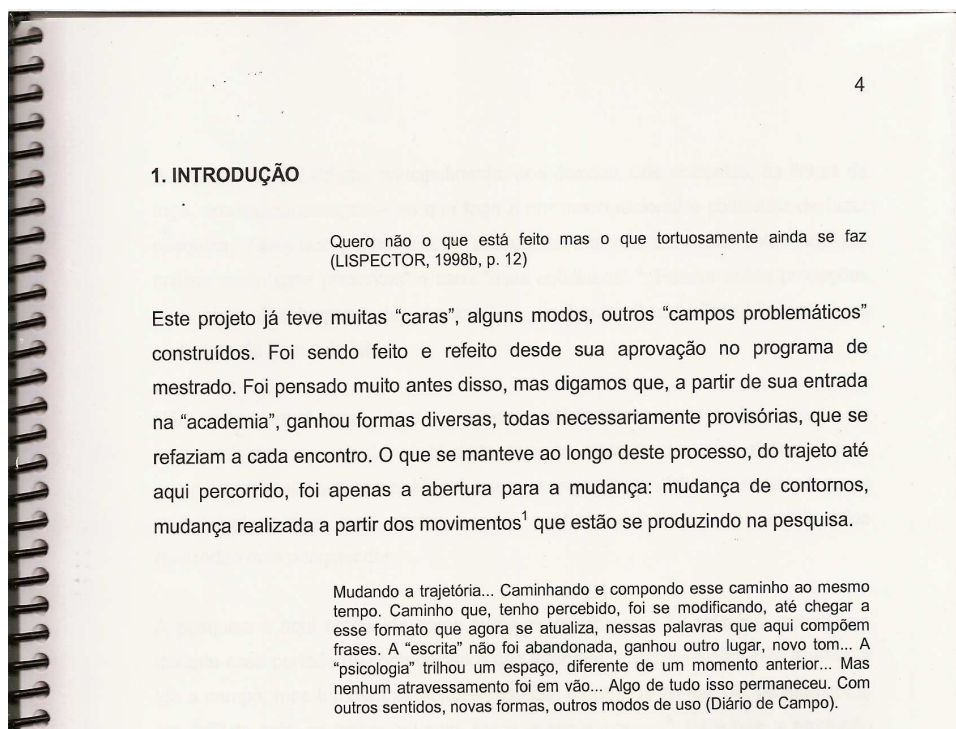 4
1. INTRODUÇÃO
Quero não o que está feito mas o que tortuosamente ainda se faz
(LISPECTOR, 1998b, p. 12)
Este projeto já teve muitas “caras”, alguns modos, outros “campos problemáticos”
construídos. Foi sendo feito e refeito desde sua aprovação no programa de
mestrado. Foi pensado muito antes disso, mas digamos que, a partir de sua entrada
na “academia”, ganhou formas diversas, todas necessariamente provisórias, que se
refaziam a cada encontro. O que se manteve ao longo deste processo, do trajeto até
aqui percorrido, foi apenas a abertura para a mudança: mudança de contornos,
mudança realizada a partir dos movimentos¹ que estão se produzindo na pesquisa.
Mudando a trajetória... Caminhando e compondo esse caminho ao mesmo
tempo. Caminho que, tenho percebido, foi se modificando, até chegar a
esse formato que agora se atualiza, nessas palavras que aqui compõem
frases. A “escrita” não foi abandonada, ganhou outro lugar, novo tom... A
“psicologia” trilhou um espaço, diferente de um momento anterior... Mas
nenhum atravessamento foi em vão... Algo de tudo isso permaneceu. Com
outros sentidos, novas formas, outros modos de uso (Diário de Campo).